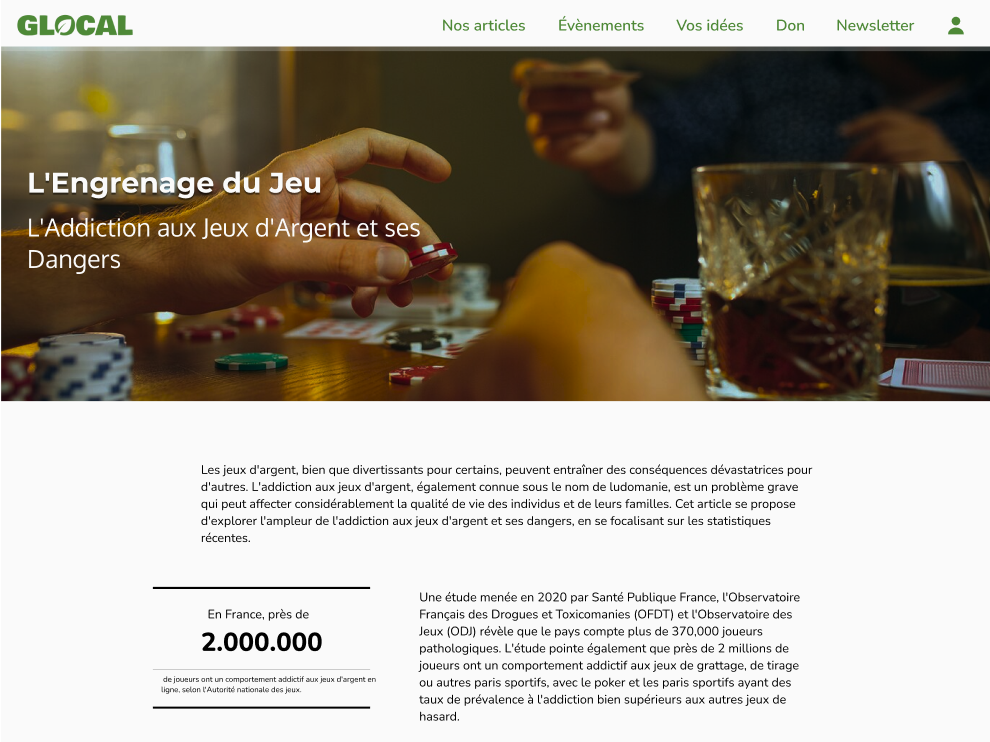 GLOCAL
Nos articles
Évènements
Vos idées
Don
Newsletter
L'Engrenage du Jeu
L'Addiction aux Jeux d'Argent et ses
Dangers
Les jeux d'argent, bien que divertissants pour certains, peuvent entraîner des conséquences dévastatrices pour
d'autres. L'addiction aux jeux d'argent, également connue sous le nom de ludomanie, est un problème grave
qui peut affecter considérablement la qualité de vie des individus et de leurs familles. Cet article se propose
d'explorer l'ampleur de l'addiction aux jeux d'argent et ses dangers, en se focalisant sur les statistiques
récentes.
En France, près de
2.000.000
de joueurs ont un comportement addictif aux jeux d'argent en
ligne, selon l'Autorité nationale des jeux.
Une étude menée en 2020 par Santé Publique France, l'Observatoire
Français des Drogues et Toxicomanies (OFDT) et l'Observatoire des
Jeux (ODJ) révèle que le pays compte plus de 370,000 joueurs
pathologiques. L'étude pointe également que près de 2 millions de
joueurs ont un comportement addictif aux jeux de grattage, de tirage
ou autres paris sportifs, avec le poker et les paris sportifs ayant des
taux de prévalence à l'addiction bien supérieurs aux autres jeux de
hasard.